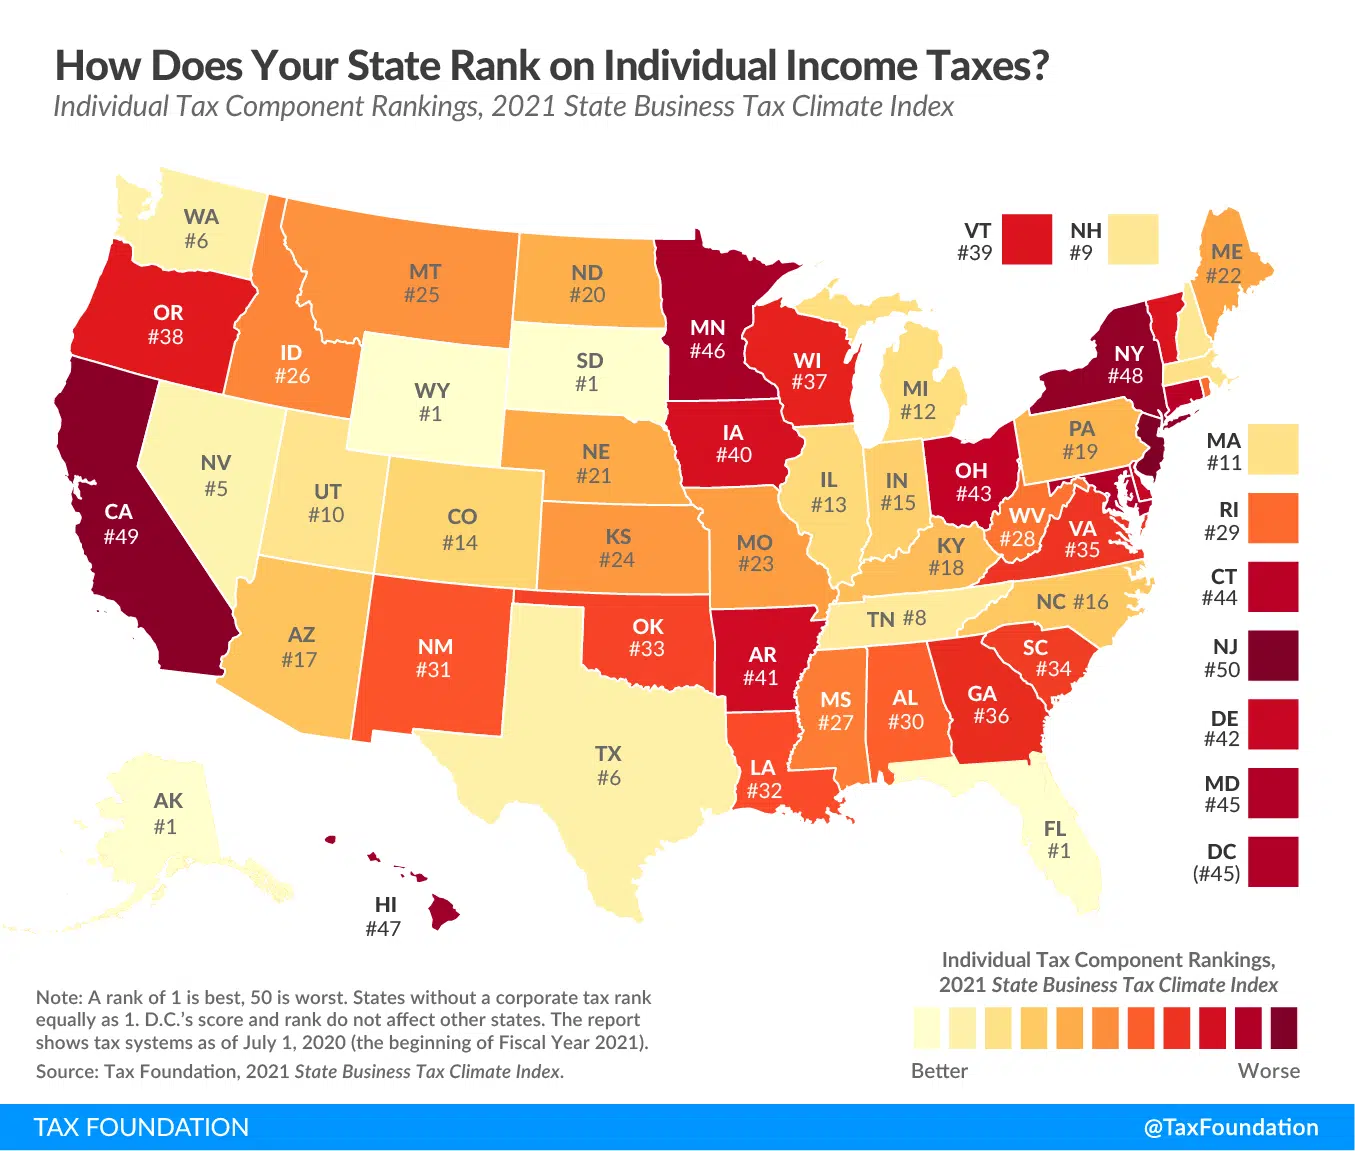 How Does Your State Rank on Individual Income Taxes?
Individual Tax Component Rankings, 2021 State Business Tax Climate Index
WA
#6
OR
#38
CA
#49
NV
#5
ID
#26
MT
#25
WY
#1
UT
#10
AZ
#17
CO
#14
NM
#31
ND
#20
SD
#1
NE
#21
KS
#24
OK
#33
TX
#6
MN
#46
IA
#40
MO
#23
AR
#41
LA
#32
WI
#37
IL
#13
MI
#12
IN
#15
OH
#43
KY
#18
TN #8
MS
#27
AL
#30
GA
#36
FL
#1
SC
#34
NC #16
VA
#35
WV
#28
PA
#19
NY
#48
ME
#22
VT
#39
NH
#9
MA
#11
RI
#29
CT
#44
NJ
#50
DE
#42
MD
#45
DC
(#45)
AK
#1
HI
#47
Note: A rank of 1 is best, 50 is worst. States without a corporate tax rank
equally as 1. D.C.'s score and rank do not affect other states. The report
shows tax systems as of July 1, 2020 (the beginning of Fiscal Year 2021).
Source: Tax Foundation, 2021 State Business Tax Climate Index.
Individual Tax Component Rankings,
2021 State Business Tax Climate Index
Better
Worse
TAX FOUNDATION
@TaxFoundation